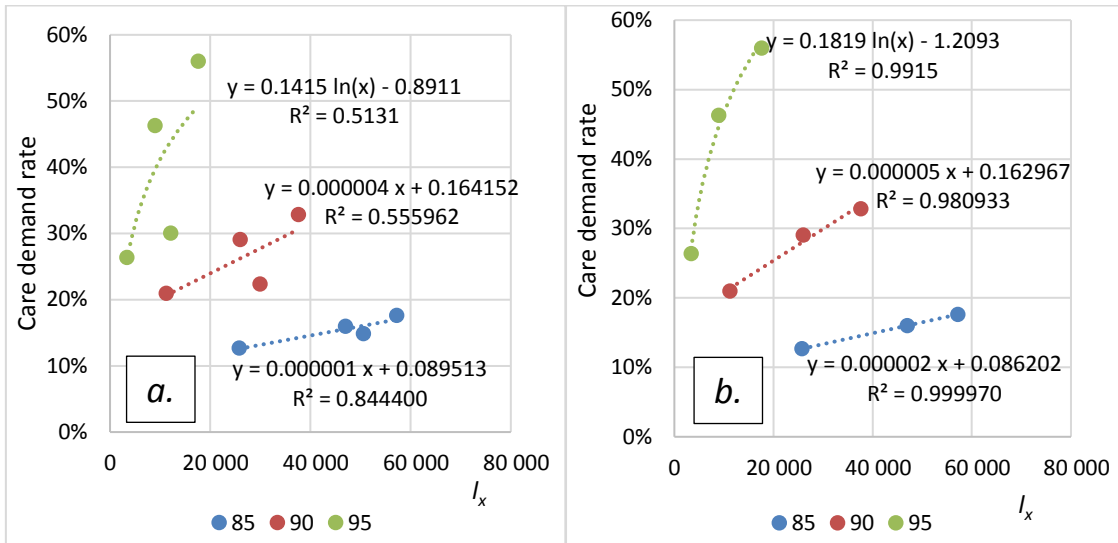 60%
50%
40%
30%
20%
10%
0%
Care demand rate
y = 0.1415 ln(x) - 0.8911
R² = 0.5131
y = 0.000004 x + 0.164152
R² = 0.555962
y = 0.000001 x + 0.089513
R² = 0.844400
a.
0 20 000 40 000 60 000 80 000
lx
85 90 95
60%
50%
40%
30%
20%
10%
0%
Care demand rate
y = 0.1819 ln(x) - 1.2093
R² = 0.9915
y = 0.000005 x + 0.162967
R² = 0.980933
y = 0.000002 x + 0.086202
R² = 0.999970
b.
0 20 000 40 000 60 000 80 000
lx
85 90 95